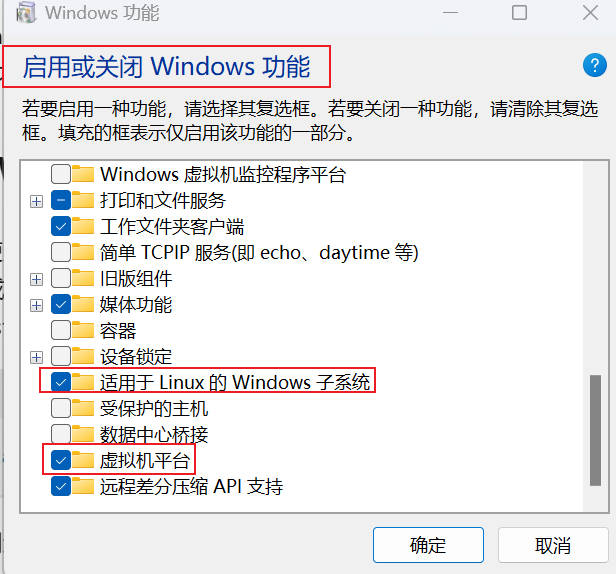 Windows 功能
启用或关闭 Windows 功能
?
若要启用一种功能，请选择其复选框。若要关闭一种功能，请清除其复选
框。填充的框表示仅启用该功能的一部分。
Windows 虚拟机监控程序平台
打印和文件服务
工作文件夹客户端
简单 TCPIP 服务(即 echo、daytime 等)
旧版组件
媒体功能
容器
设备锁定
适用于 Linux 的 Windows 子系统
受保护的主机
数据中心桥接
虚拟机平台
远程差分压缩 API 支持
确定
取消